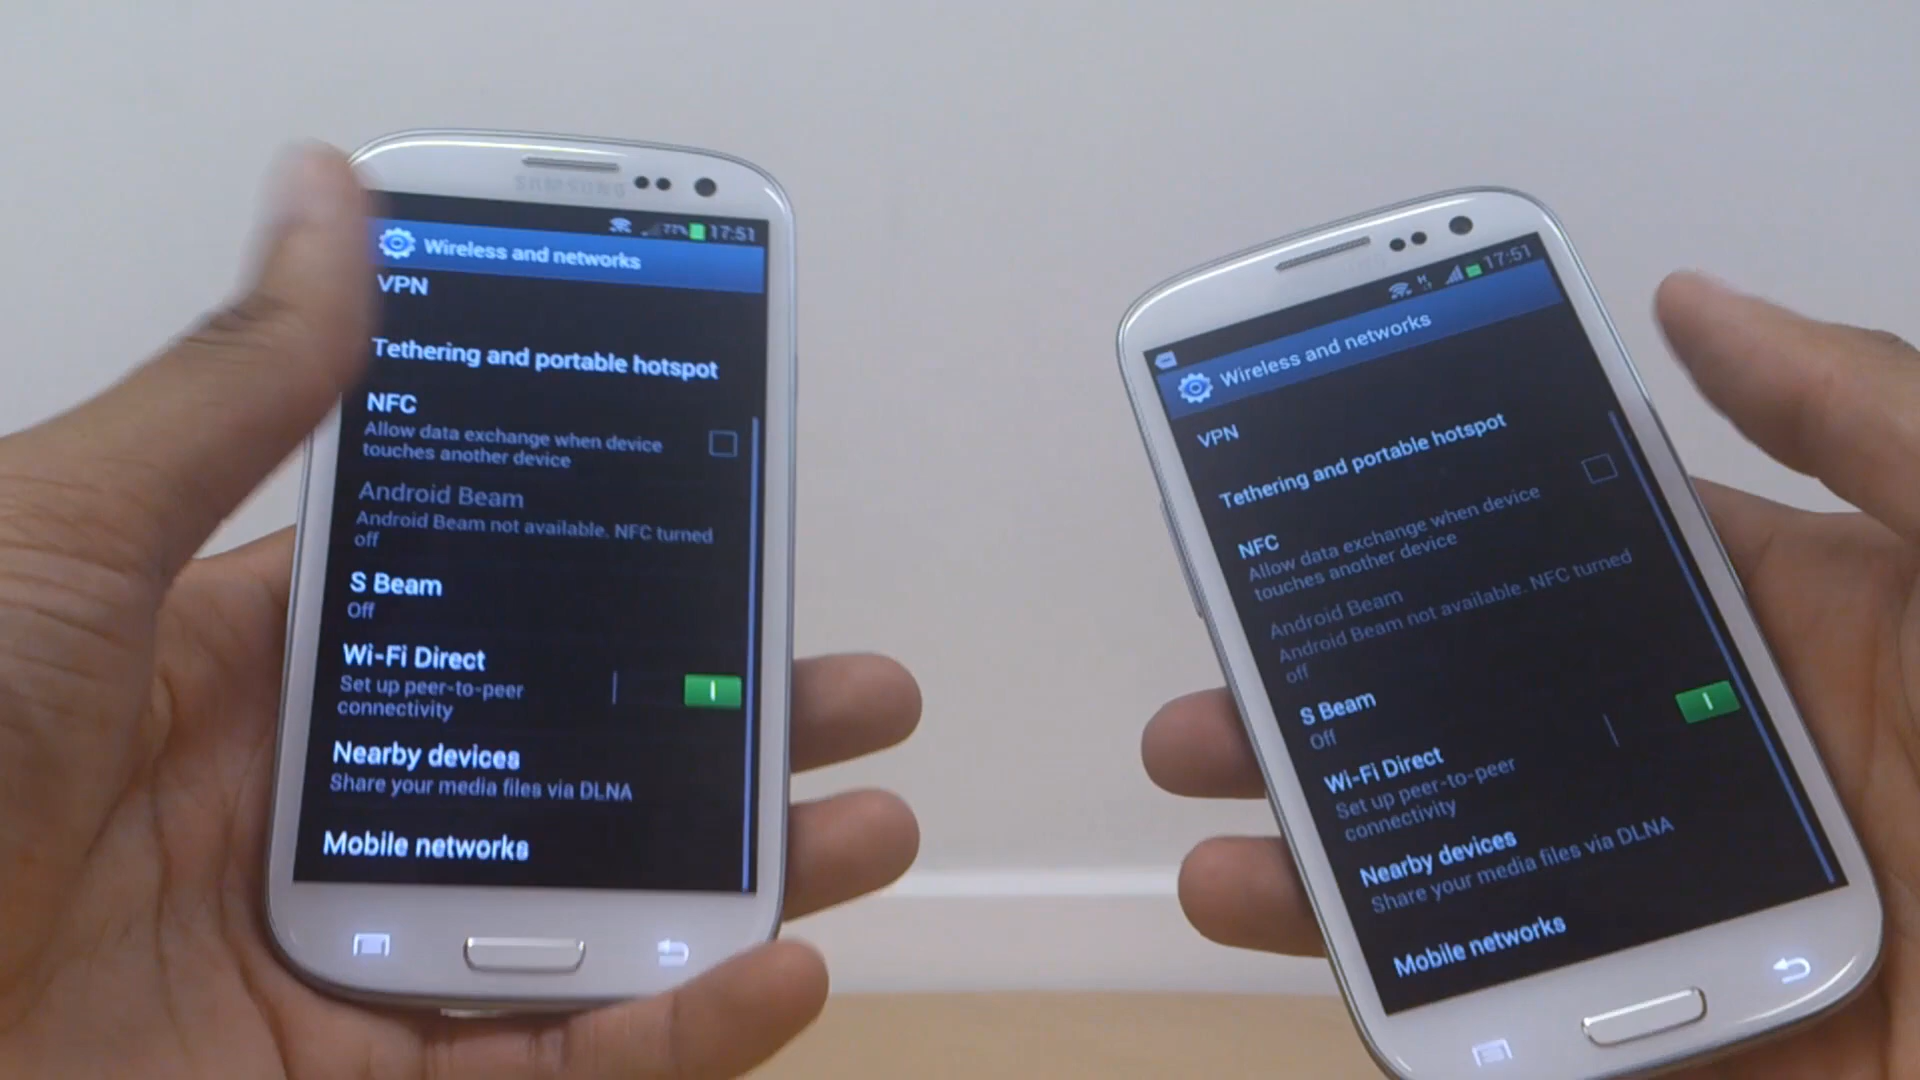 SAMSUNG
77% 17:51
Wireless and networks
VPN
Tethering and portable hotspot
NFC
Allow data exchange when device
touches another device
Android Beam
Android Beam not available. NFC turned
off
S Beam
Off
Wi-Fi Direct
Set up peer-to-peer
connectivity
Nearby devices
Share your media files via DLNA
Mobile networks
H 17:51
Wireless and networks
VPN
Tethering and portable hotspot
NFC
Allow data exchange when device
touches another device
Android Beam
Android Beam not available. NFC turned
off
S Beam
Off
Wi-Fi Direct
Set up peer-to-peer
connectivity
Nearby devices
Share your media files via DLNA
Mobile networks